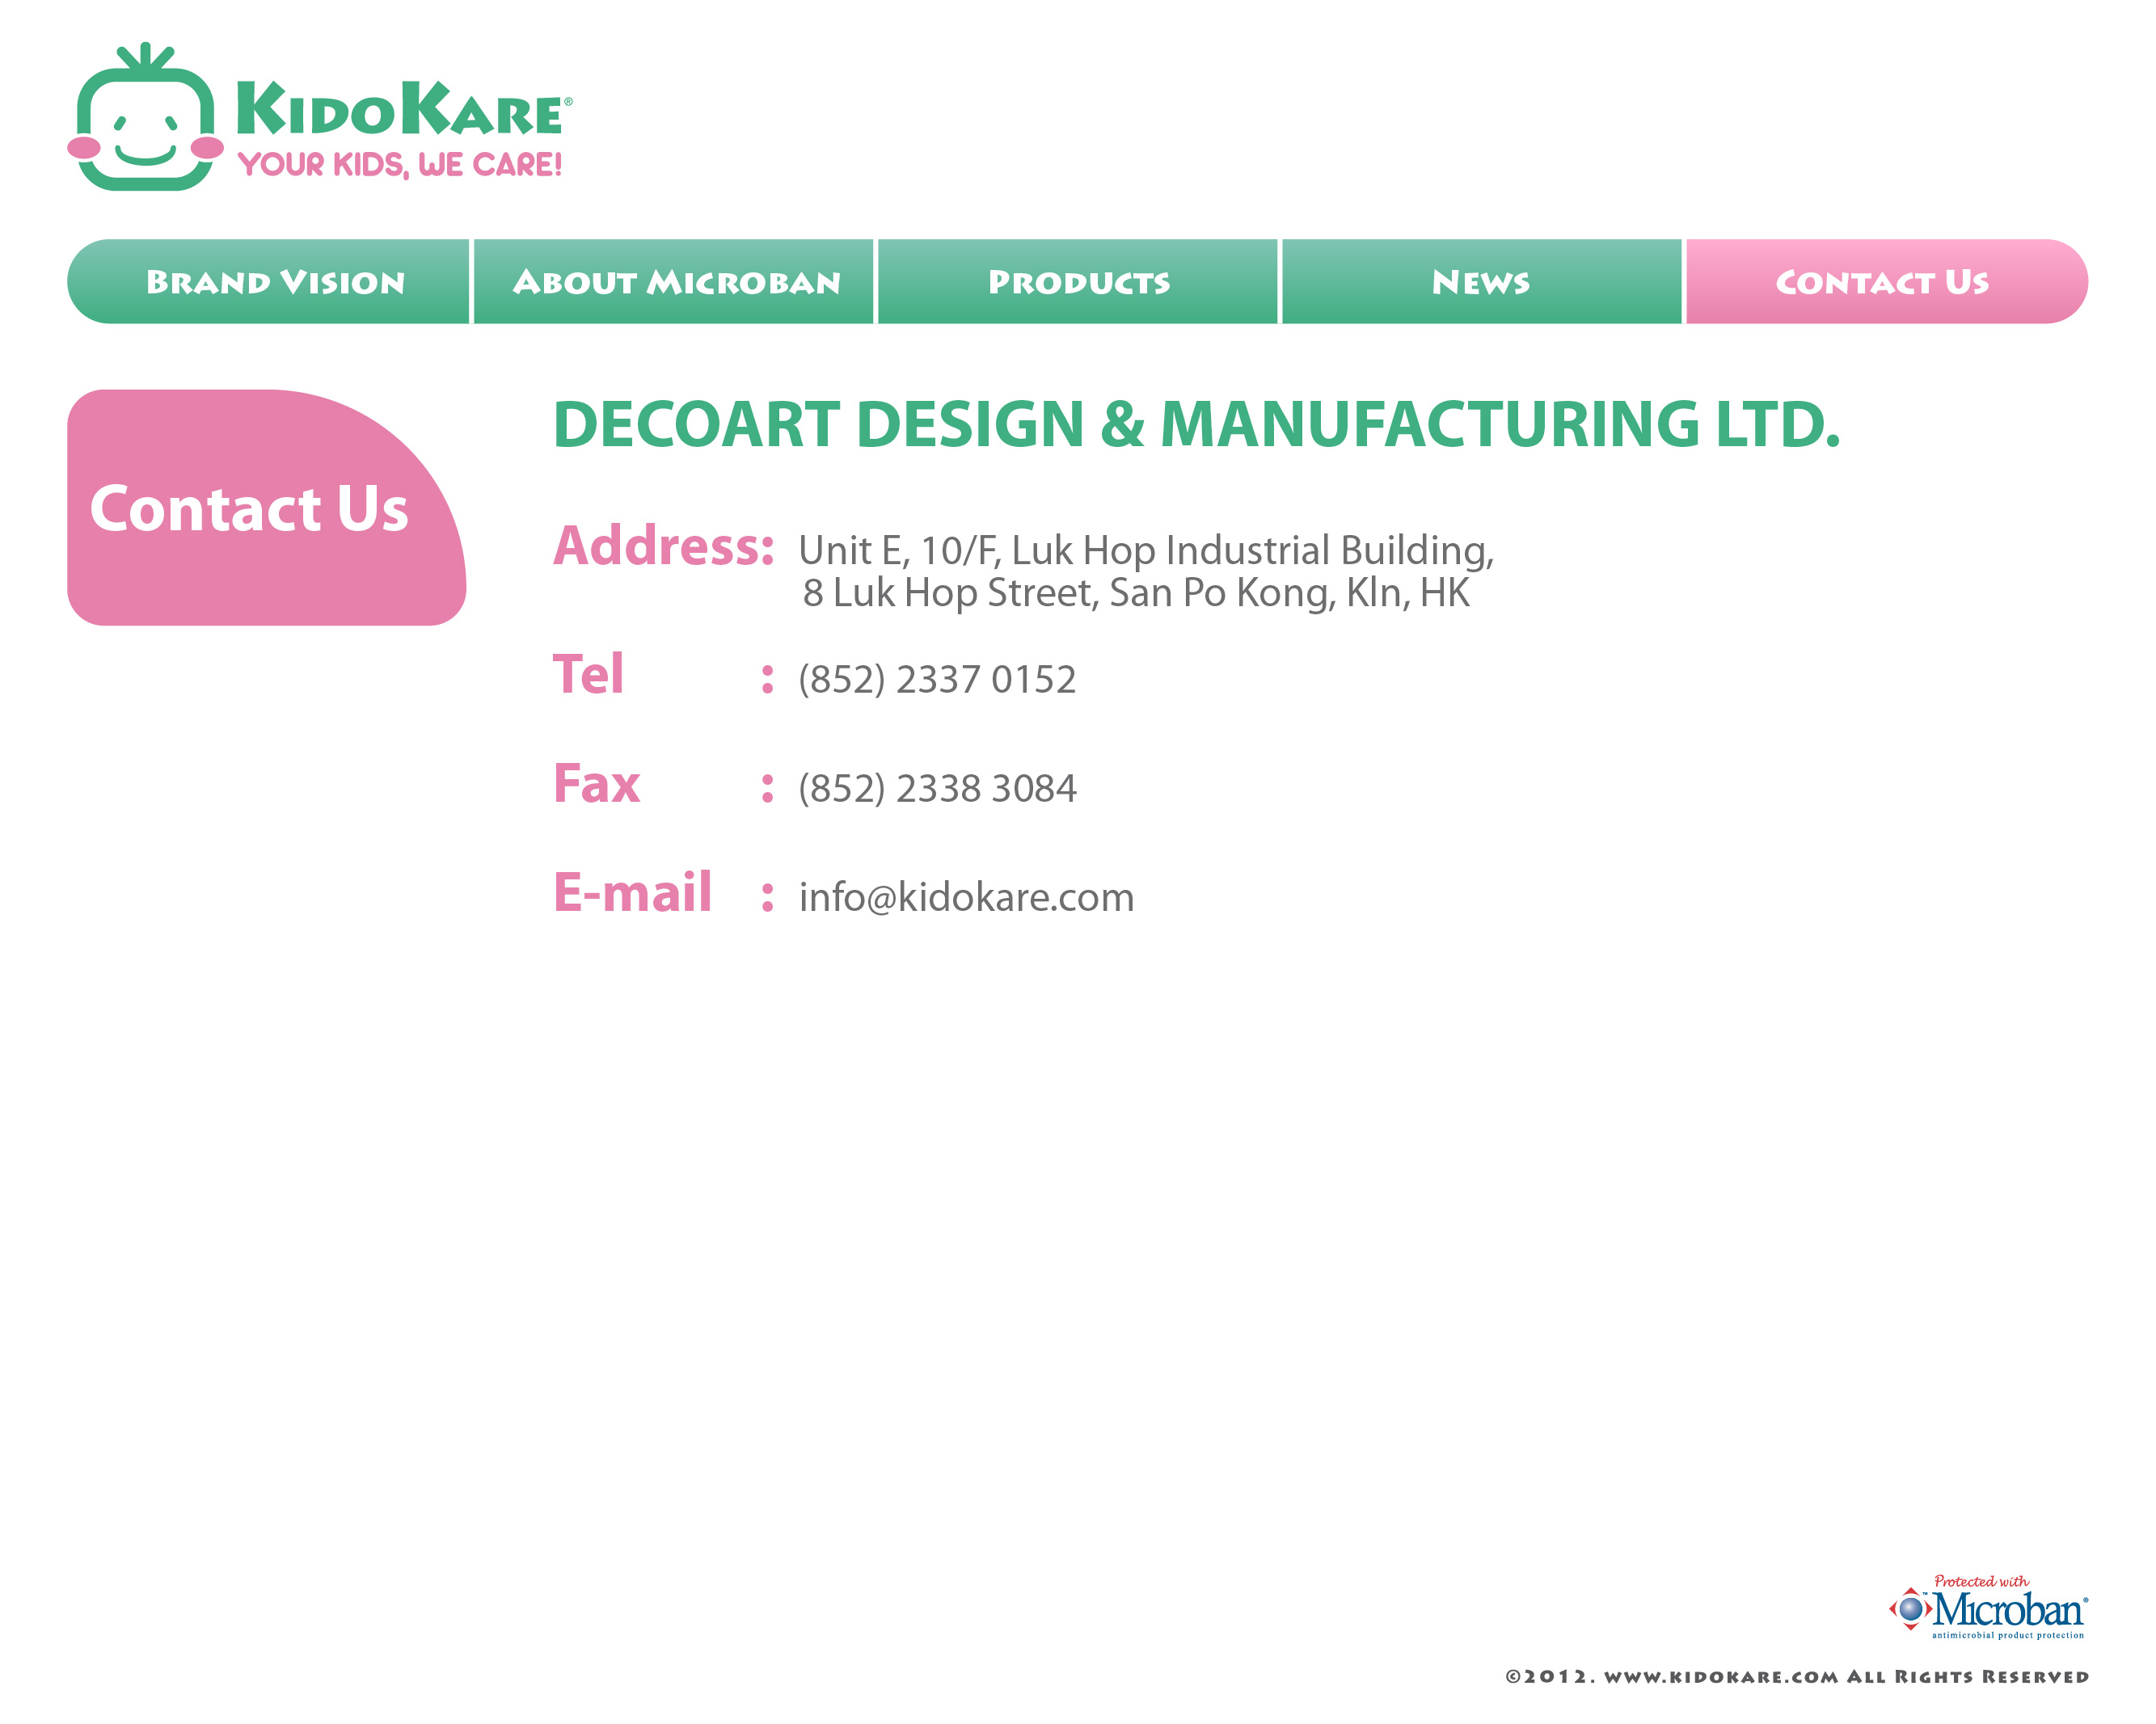 KIDOKARE®
YOUR KIDS, WE CARE!
BRAND VISION
ABOUT MICROBAN
PRODUCTS
NEWS
CONTACT US
Contact Us
DECOART DESIGN & MANUFACTURING LTD.
Address: Unit E, 10/F, Luk Hop Industrial Building,
8 Luk Hop Street, San Po Kong, Kln, HK
Tel : (852) 2337 0152
Fax : (852) 2338 3084
E-mail : info@kidokare.com
Protected with
™ Microban®
antimicrobial product protection
©2012. WWW.KIDOKARE.COM ALL RIGHTS RESERVED